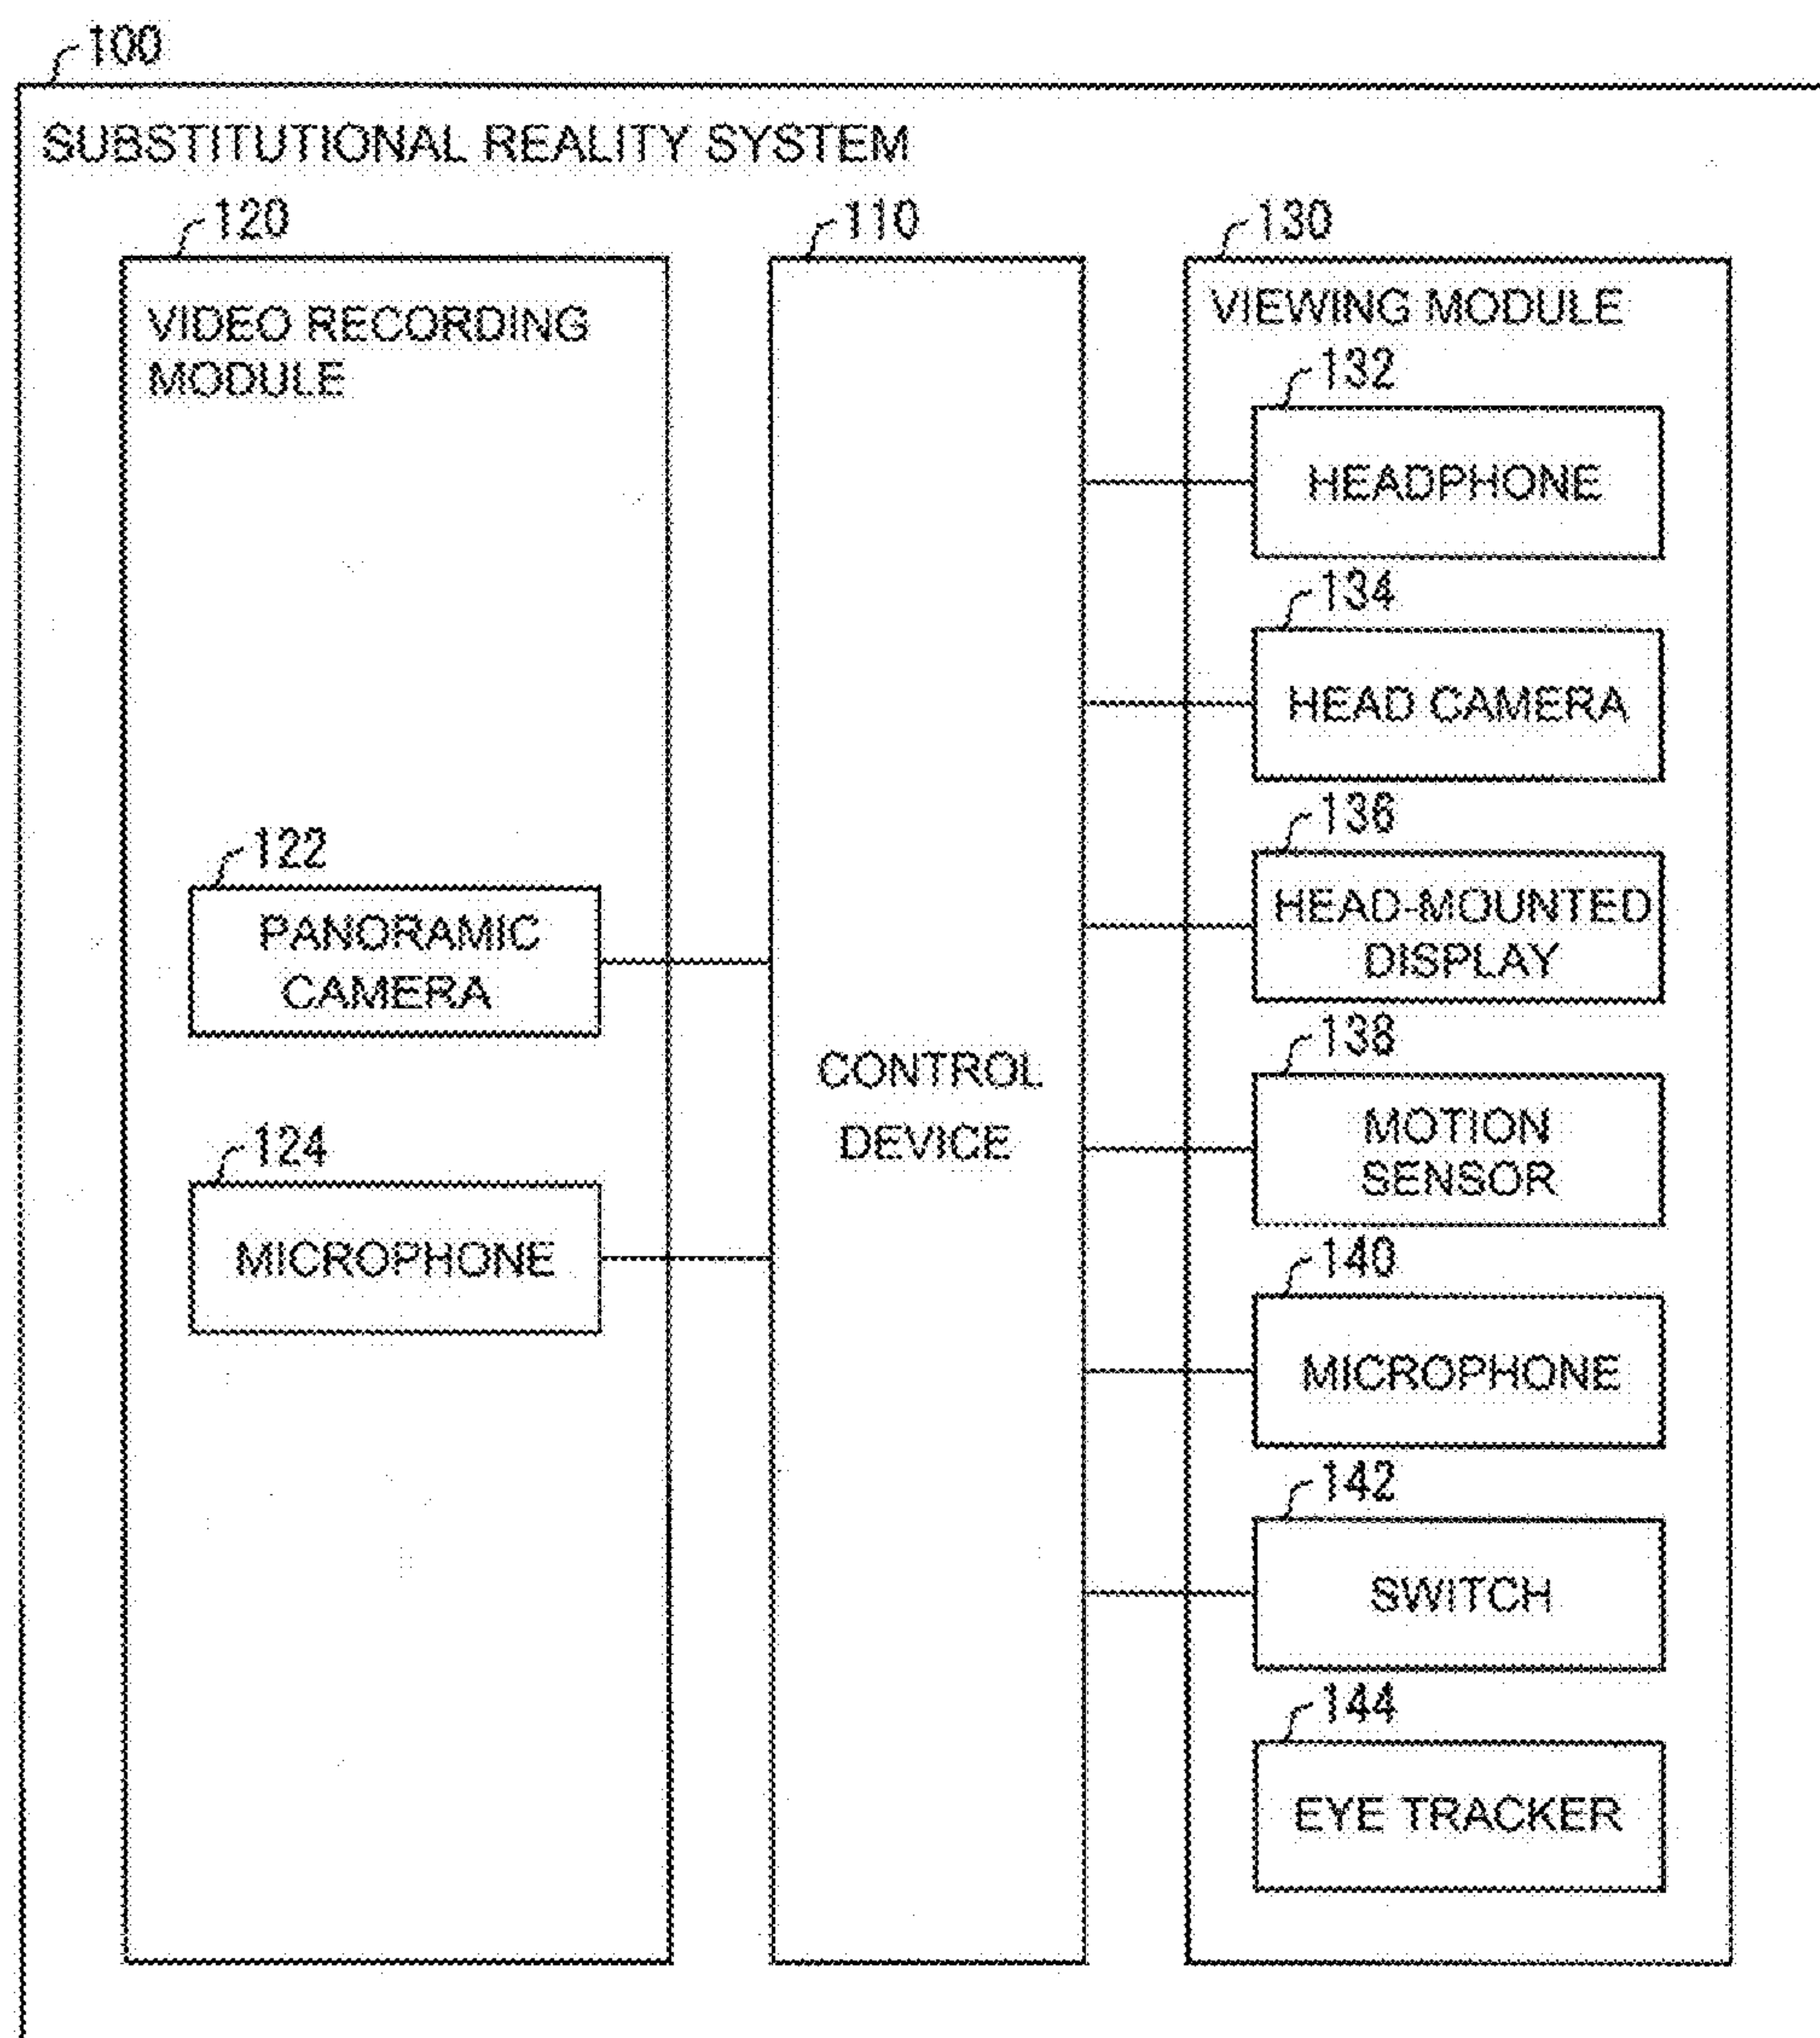 100
SUBSTITUTIONAL REALITY SYSTEM
120
VIDEO RECORDING
MODULE
122
PANORAMIC
CAMERA
124
MICROPHONE
110
CONTROL
DEVICE
130
VIEWING MODULE
132
HEADPHONE
134
HEAD CAMERA
136
HEAD-MOUNTED
DISPLAY
138
MOTION
SENSOR
140
MICROPHONE
142
SWITCH
144
EYE TRACKER